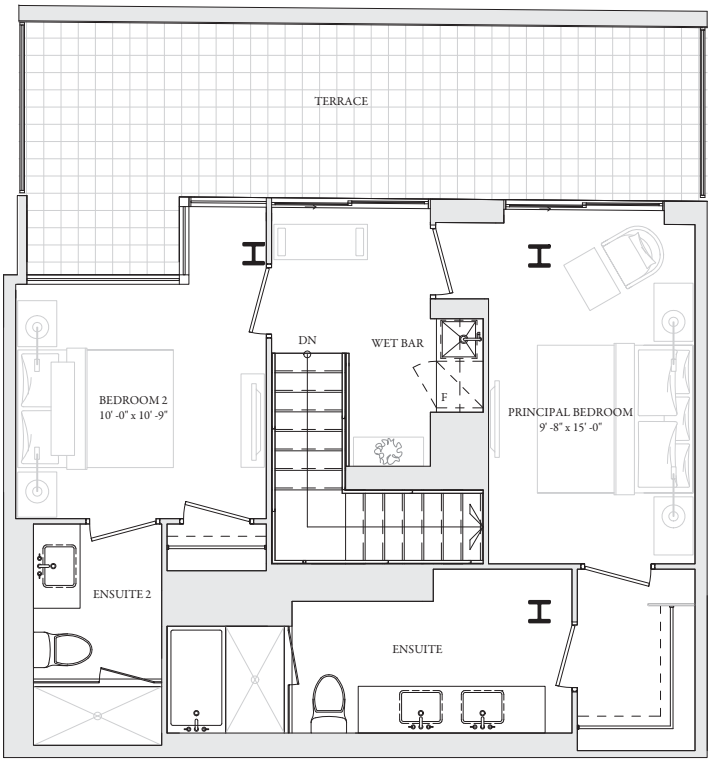 TERRACE
DN
WET BAR
F
BEDROOM 2
10' -0" x 10' -9"
PRINCIPAL BEDROOM
9' -8" x 15' -0"
ENSUITE 2
ENSUITE